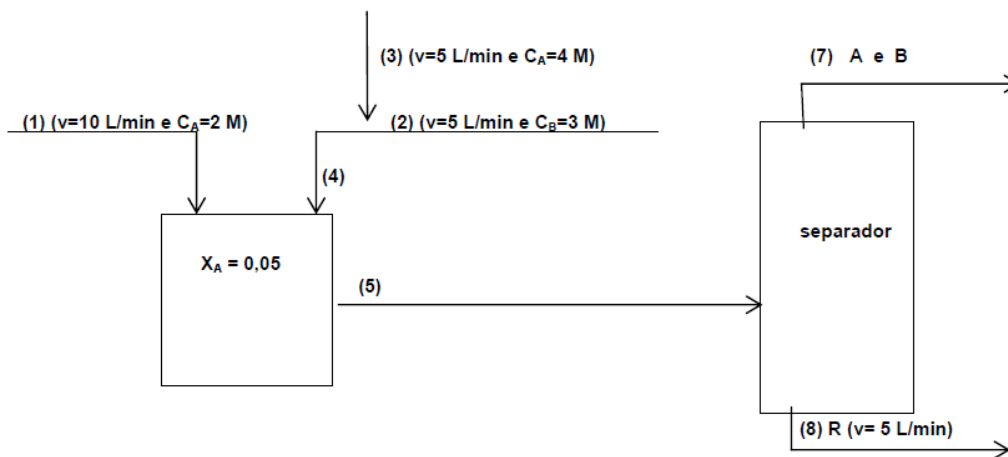 (3) (v=5 L/min e C_A=4 M)
(7) A e B
(1) (v=10 L/min e C_A=2 M)
(2) (v=5 L/min e C_B=3 M)
(4)
separador
X_A = 0,05
(5)
(8) R (v= 5 L/min)